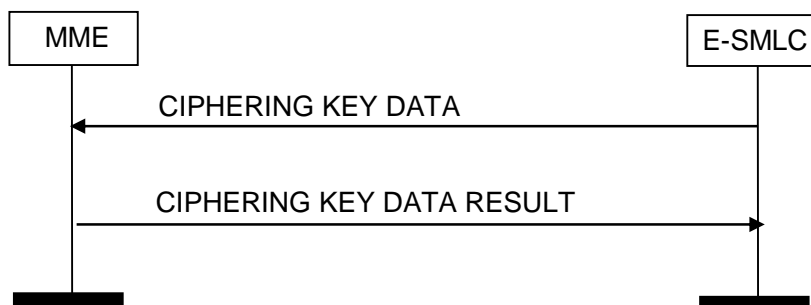 MME
E-SMLC
CIPHERING KEY DATA
CIPHERING KEY DATA RESULT